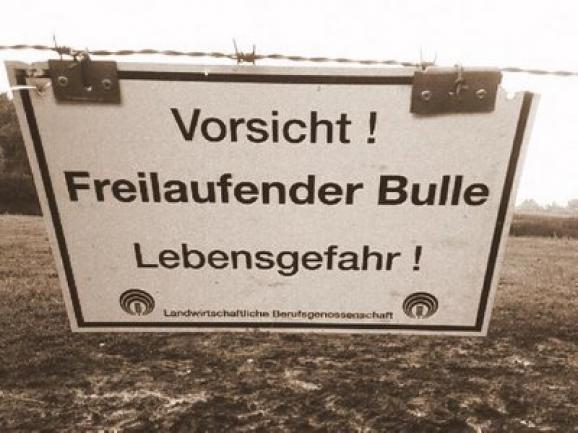 Vorsicht !
Freilaufender Bulle
Lebensgefahr !
Landwirtschaftliche Berufsgenossenschaft